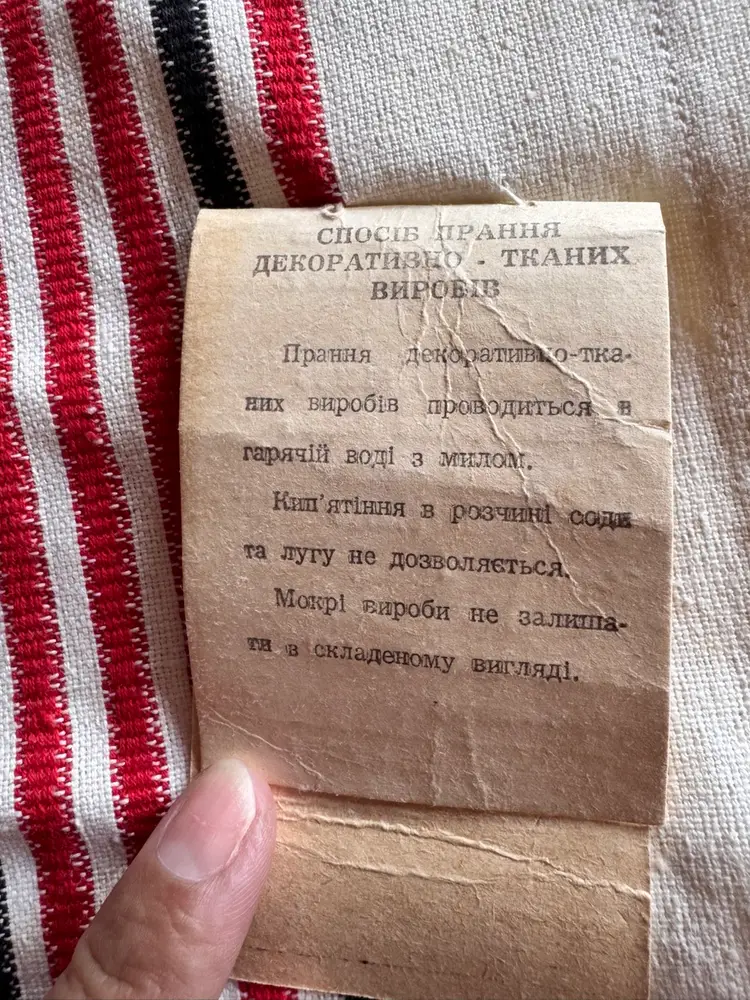 СПОСІБ ПРАННЯ
ДЕКОРАТИВНО - ТКАНИХ
ВИРОБІВ
Прання декоративно-тка-
них виробів проводиться в
гарячій воді з милом.
Кип'ятіння в розчині соди
та лугу не дозволяється.
Мокрі вироби не залиша-
ти в складеному вигляді.